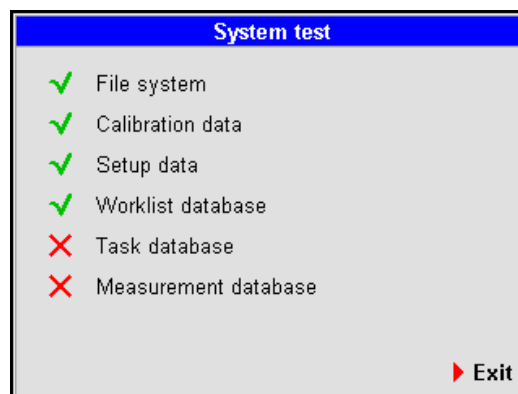 System test
File system
Calibration data
Setup data
Worklist database
Task database
Measurement database
Exit